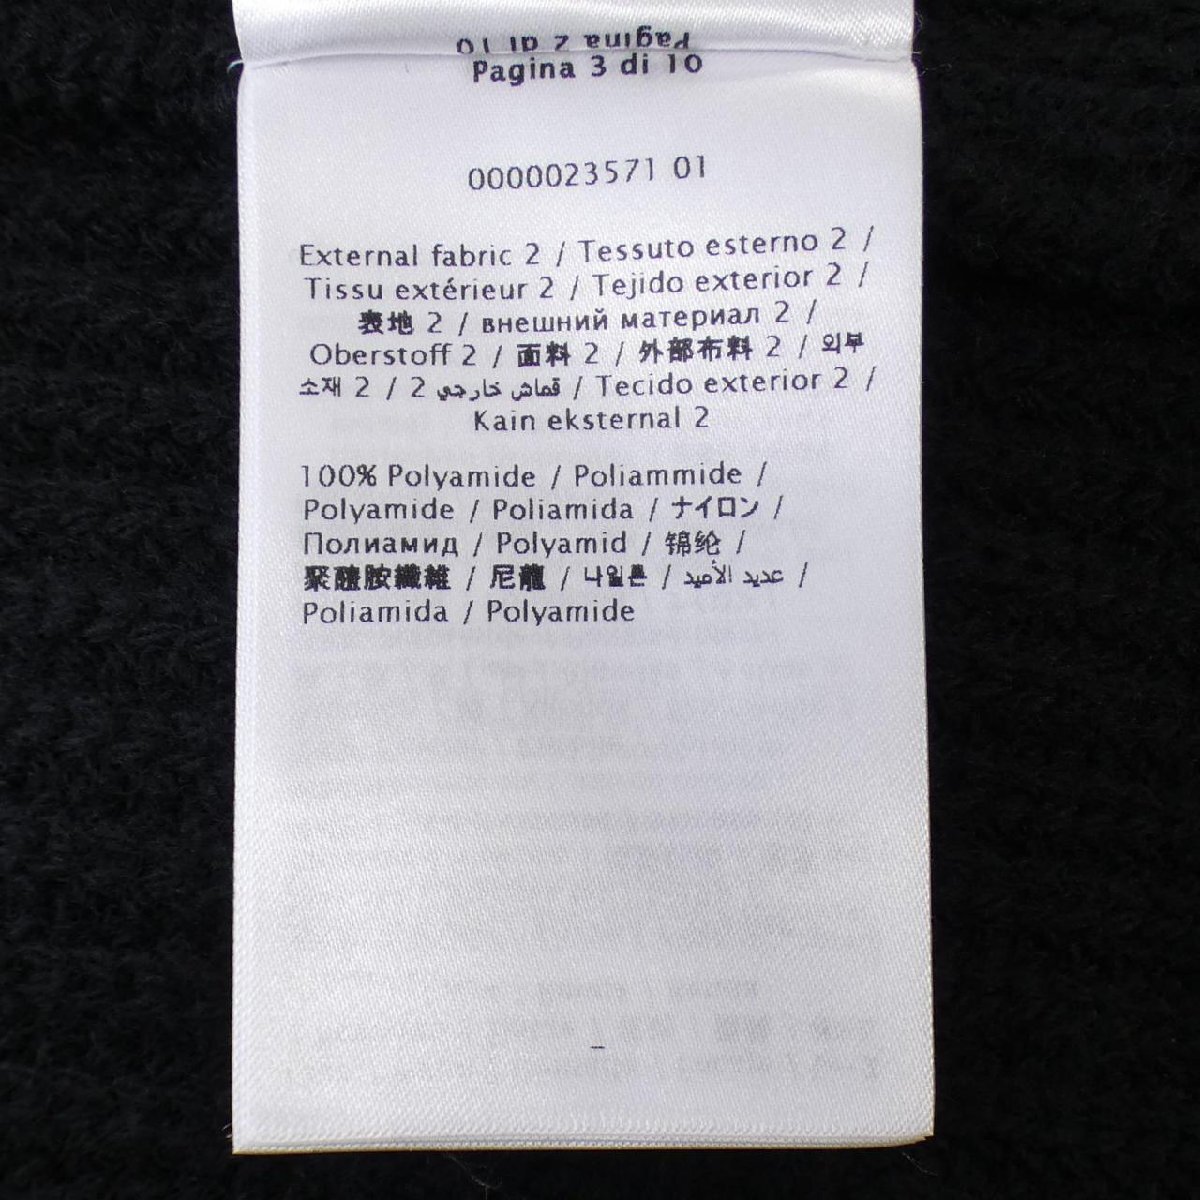 Pagina 2 di 10
Pagina 3 di 10
0000023571 01
External fabric 2 / Tessuto esterno 2 /
Tissu extérieur 2 / Tejido exterior 2 /
表地 2 / внешний материал 2 /
Oberstoff 2 / 面料 2 / 外部布料 2 / 외부
소재 2 / 2 قماش خارجي / Tecido exterior 2 /
Kain eksternal 2
100% Polyamide / Poliammide /
Polyamide / Poliamida / ナイロン /
Полиамид / Polyamid / 锦纶 /
聚醯胺纖維 / 尼龍 / 나일론 / عديد الأميد /
Poliamida / Polyamide